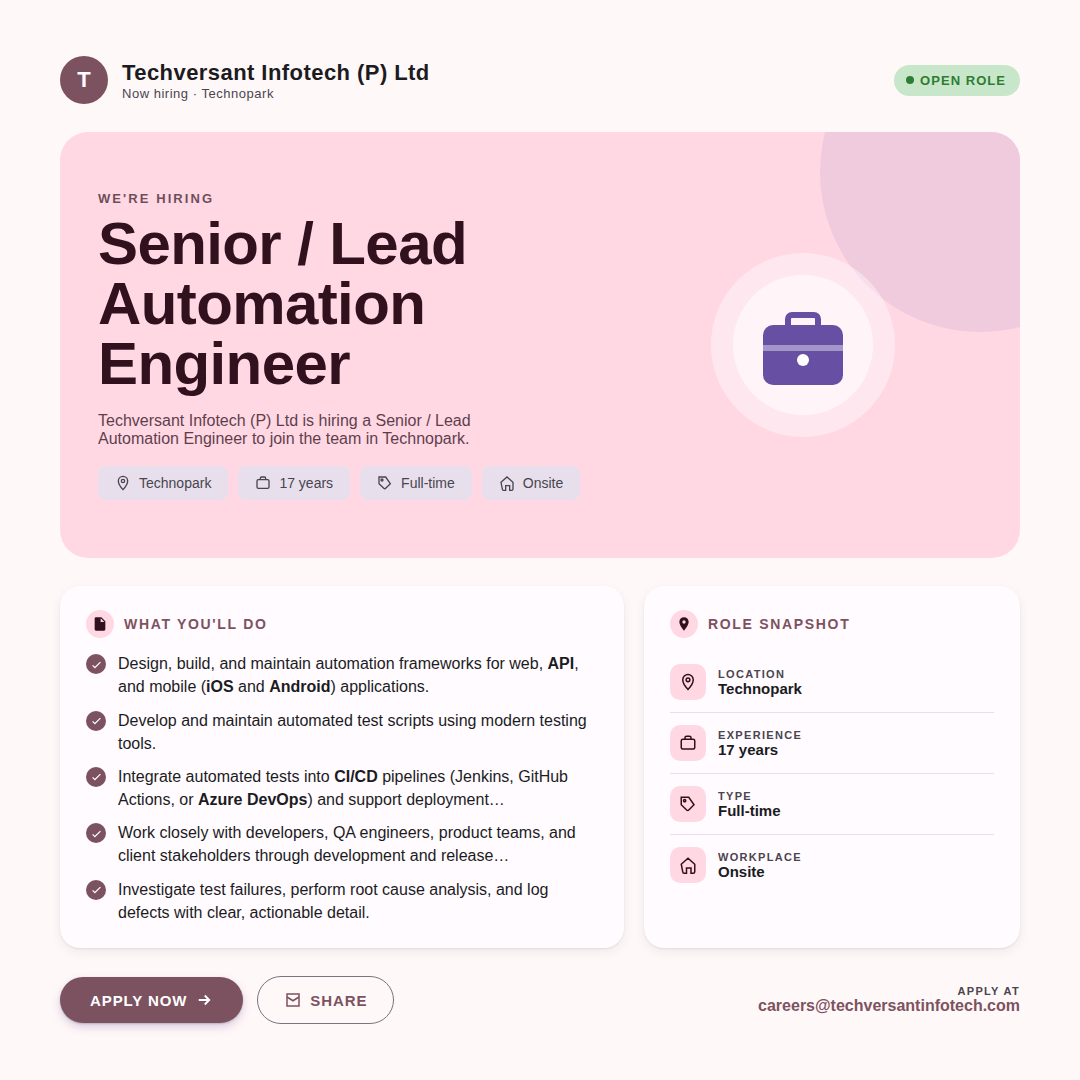 T
Techversant Infotech (P) Ltd
Now hiring · Technopark
OPEN ROLE
WE'RE HIRING
Senior / Lead
Automation
Engineer
Techversant Infotech (P) Ltd is hiring a Senior / Lead
Automation Engineer to join the team in Technopark.
Technopark
17 years
Full-time
Onsite
WHAT YOU'LL DO
Design, build, and maintain automation frameworks for web, API,
and mobile (iOS and Android) applications.
Develop and maintain automated test scripts using modern testing
tools.
Integrate automated tests into CI/CD pipelines (Jenkins, GitHub
Actions, or Azure DevOps) and support deployment…
Work closely with developers, QA engineers, product teams, and
client stakeholders through development and release…
Investigate test failures, perform root cause analysis, and log
defects with clear, actionable detail.
ROLE SNAPSHOT
LOCATION
Technopark
EXPERIENCE
17 years
TYPE
Full-time
WORKPLACE
Onsite
APPLY NOW
SHARE
APPLY AT
careers@techversantinfotech.com